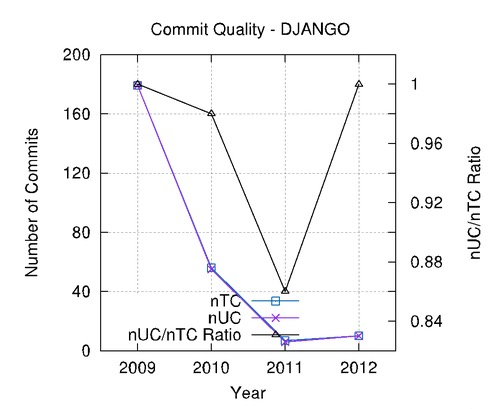 Commit Quality - DJANGO
200
160
120
80
40
0
Number of Commits
1
0.96
0.92
0.88
0.84
nUC/nTC Ratio
nTC
nUC
nUC/nTC Ratio
2009 2010 2011 2012
Year